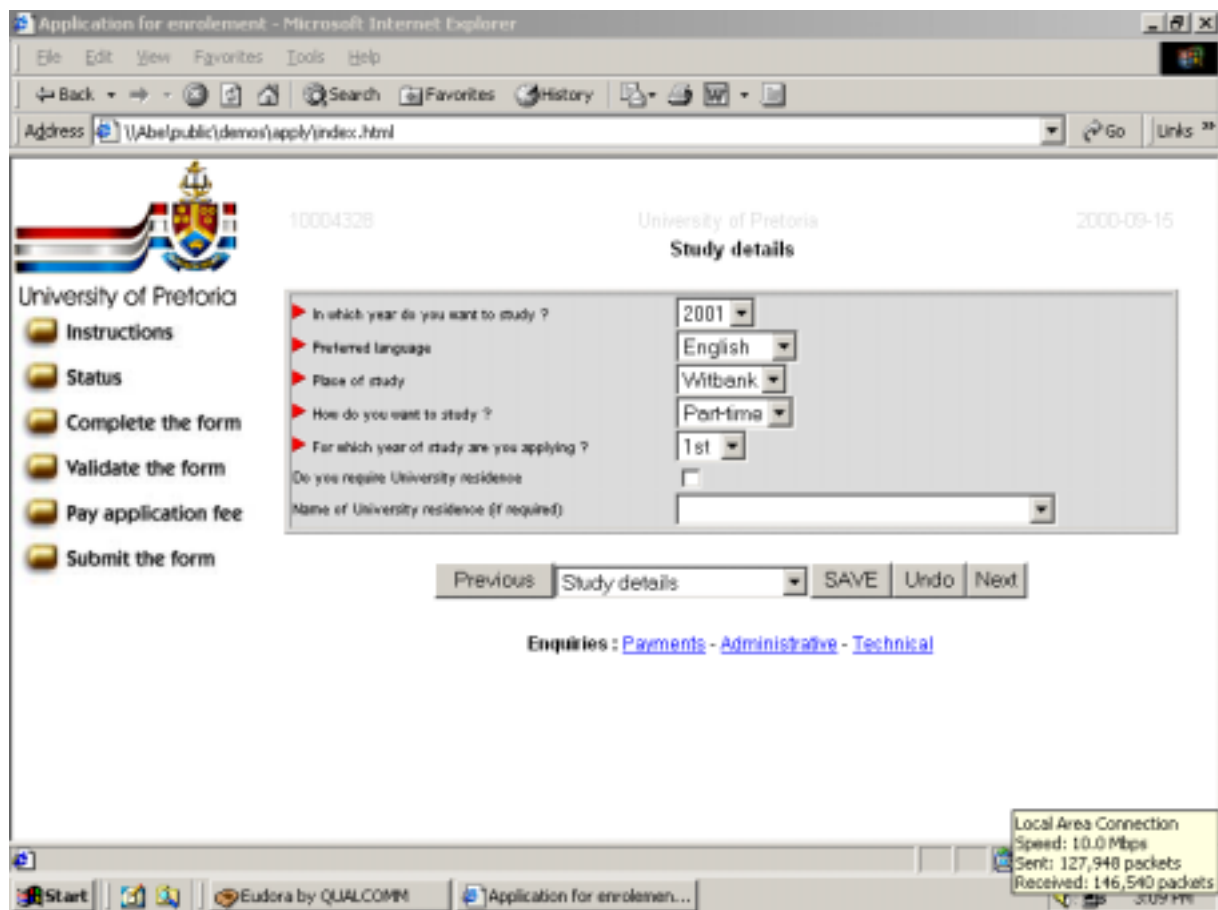 Application for enrolement - Microsoft Internet Explorer
File Edit View Favorites Tools Help
Back Search Favorites History
Address \\Abelpublic\demos\apply\index.html Go Links »
10004328 University of Pretoria 2000-09-15
Study details
University of Pretoria
Instructions
Status
Complete the form
Validate the form
Pay application fee
Submit the form
In which year do you want to study ? 2001
Preferred language English
Place of study Witbank
How do you want to study ? Part-time
For which year of study are you applying ? 1st
Do you require University residence
Name of University residence (if required)
Previous Study details SAVE Undo Next
Enquiries : Payments - Administrative - Technical
Local Area Connection
Speed: 10.0 Mbps
Sent: 127,948 packets
Received: 146,540 packets
Start Eudora by QUALCOMM Application for enrolemen... 3:09 PM